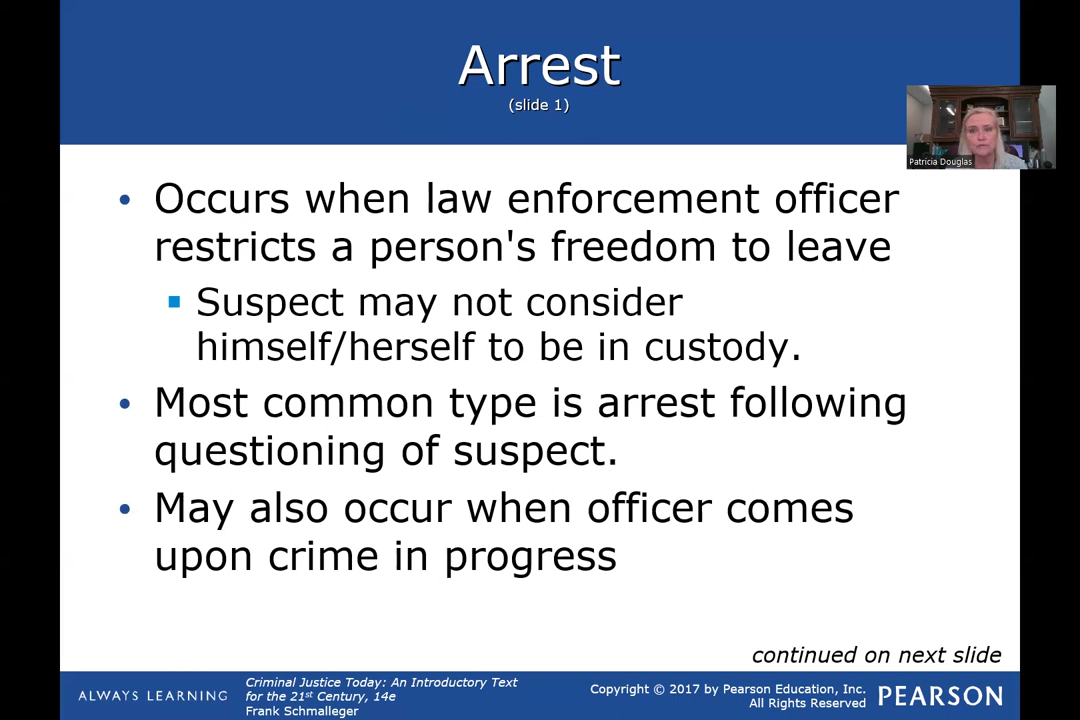 Arrest
(slide 1)
Patricia Douglas
• Occurs when law enforcement officer
restricts a person's freedom to leave
▪ Suspect may not consider
himself/herself to be in custody.
• Most common type is arrest following
questioning of suspect.
• May also occur when officer comes
upon crime in progress
continued on next slide
ALWAYS LEARNING
Criminal Justice Today: An Introductory Text
for the 21st Century, 14e
Frank Schmalleger
Copyright © 2017 by Pearson Education, Inc.
All Rights Reserved
PEARSON